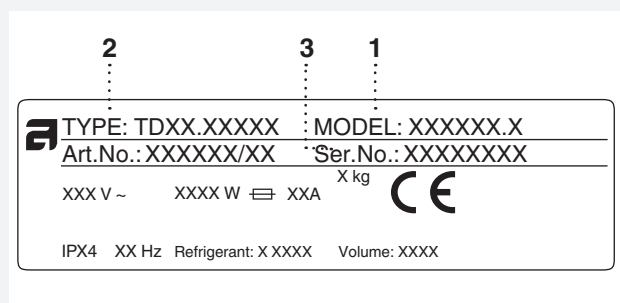 2 3 1
TYPE: TDXX.XXXXX MODEL: XXXXXX.X
Art.No.: XXXXXX/XX Ser.No.: XXXXXXXX
X kg
XXX V ~ XXXX W XXA CE
IPX4 XX Hz Refrigerant: X XXXX Volume: XXXX